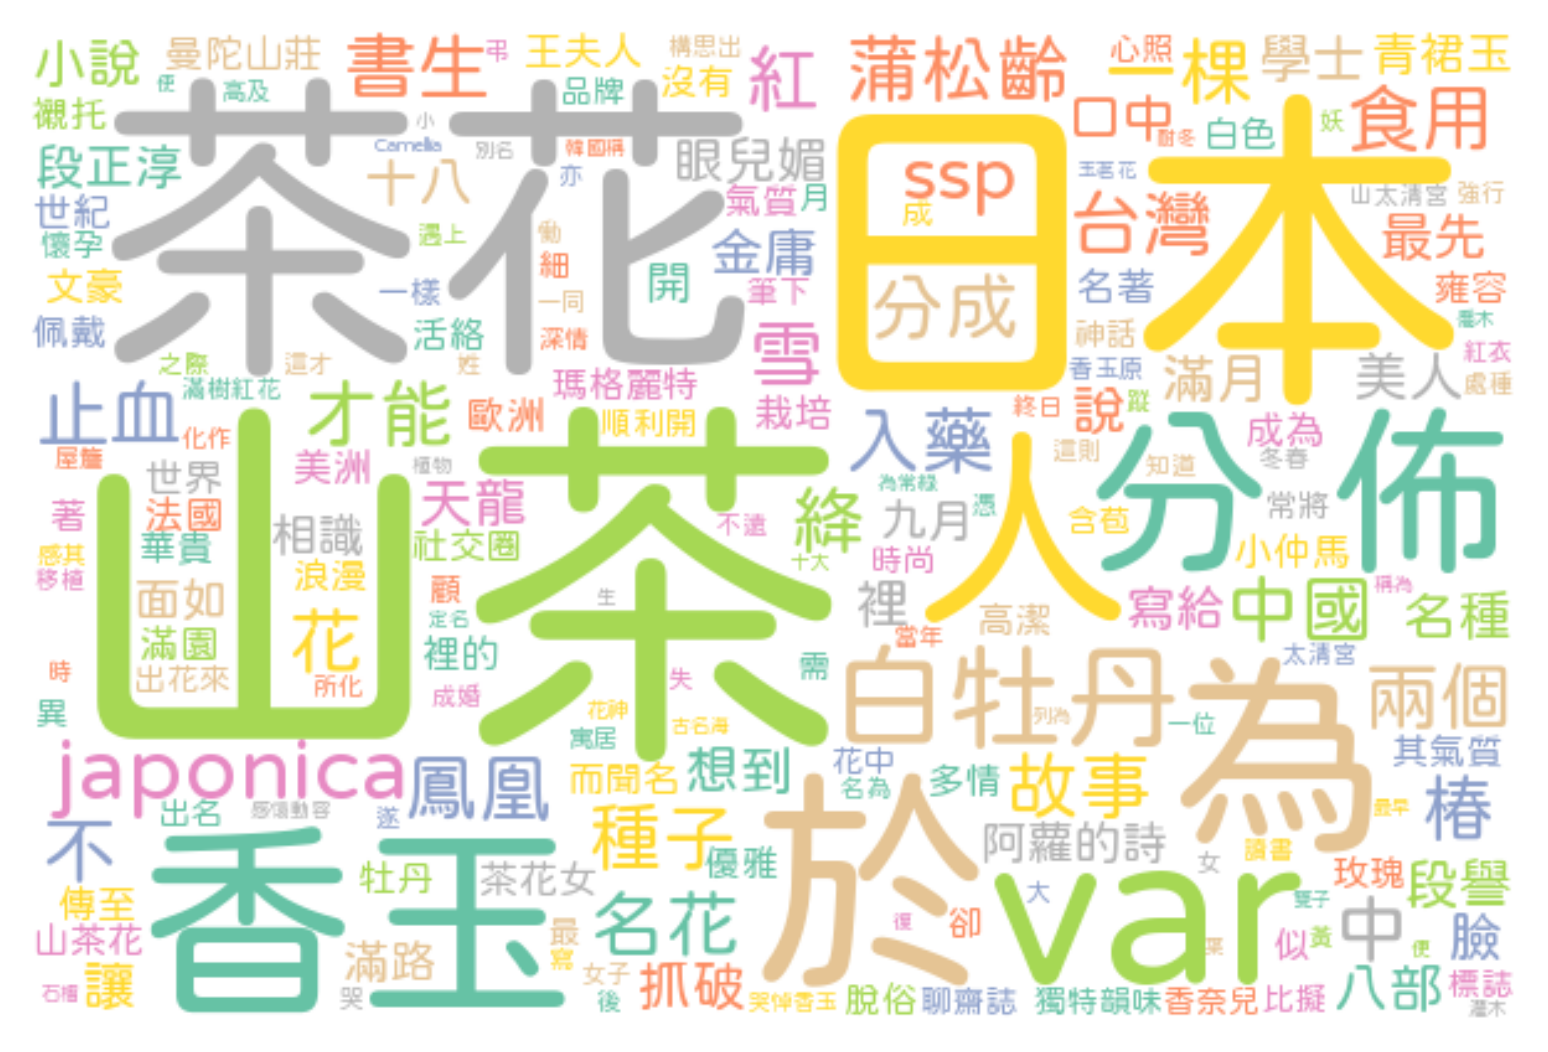 小說 曼陀山莊 書生 弔 王夫人 構思出 紅 蒲松齡 心照 一棵 學士 青裙玉
便 高及 品牌 沒有
襯托 茶花 小 日本 口中 耐冬 白色 妖 食用
段正淳 Camellia 別名 韓國稱 眼兒媚 ssp 玉茗花
十八 亦 氣質 月 成 台灣 山太清宮 強行
世紀 懷孕 遇上 細 金庸 最先
文豪 一樣 一同 開 筆下 分成 名著 雍容
佩戴 活絡 深情 雪 神話 灌木
之際 這才 姓 香玉原 滿月 美人 紅衣 處種
止血 滿樹紅花 才能 瑪格麗特 栽培 終日 說 蹤
化作 歐洲 順利開 入藥 人 分佈 成為
屋簷 世界 美洲 植物 山茶 為常綠 這則 知道 冬春
著 法國 相識 天龍 不遠 絳 九月 憑 含苞 常將
感其 華貴 社交圈 十大 時尚 小仲馬
移植 面如 浪漫 顧 生 裡 寫給 中國 稱為 名種
滿園 花 定名 高潔 當年
時 出花來 所化 裡的 失 需 太清宮
異 成婚 花神 古名海 白牡丹 列為 一位 為 兩個
japonica 寓居 花中 其氣質
鳳凰 而聞名 想到 名為 多情 故事 椿
出名 感傷動容 遂 最早
不 香玉 種子 優雅 於 阿蘿的詩 女 讀書
牡丹 茶花女 var 玫瑰 段譽
傳至 名花 大 雙子
山茶花 滿路 最 復 卻 葉 似 黃 中 臉
石榴 讓 哭 寫 女子 抓破 便 八部 標誌
後 哭悼香玉 脫俗 聊齋誌 獨特韻味 香奈兒 比擬 灌木